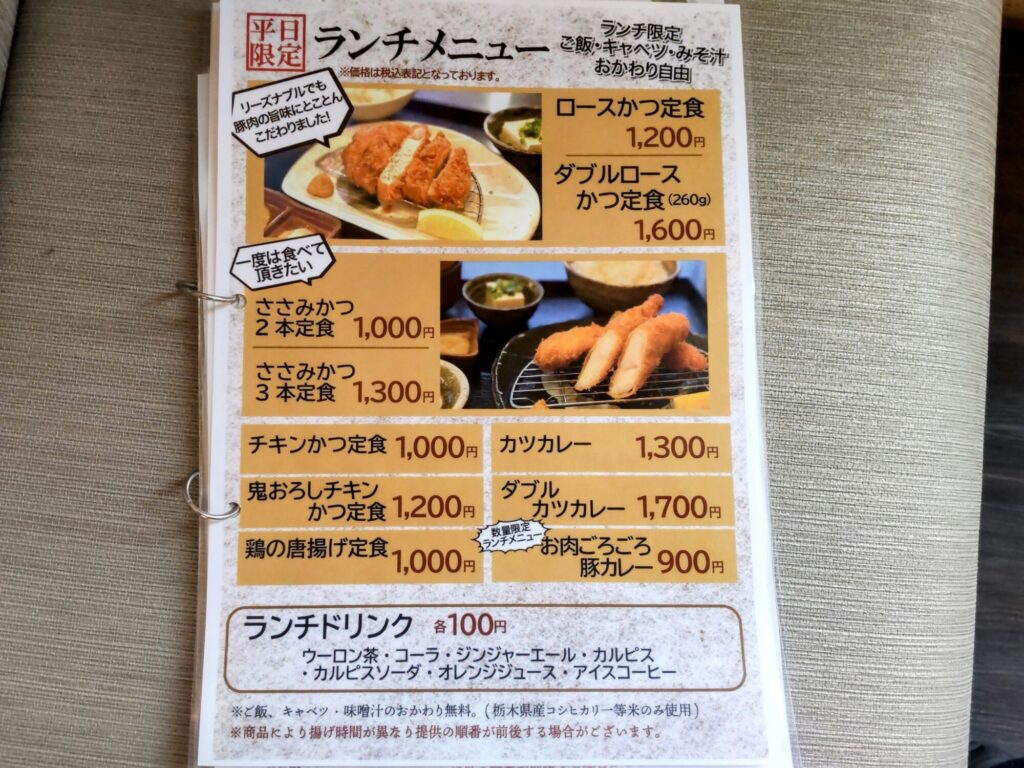 平日
限定
ランチメニュー
※価格は税込表記となっております。
ランチ限定
ご飯・キャベツ・みそ汁
おかわり自由
リーズナブルでも
豚肉の旨味にとことん
こだわりました!
ロースかつ定食
1,200円
ダブルロース
かつ定食(260g)
1,600円
一度は食べて
頂きたい
ささみかつ
2本定食 1,000円
ささみかつ
3本定食 1,300円
チキンかつ定食 1,000円
カツカレー 1,300円
鬼おろしチキン
かつ定食 1,200円
ダブル
カツカレー 1,700円
鶏の唐揚げ定食 1,000円
数量限定
ランチメニュー
お肉ごろごろ
豚カレー 900円
ランチドリンク 各100円
ウーロン茶・コーラ・ジンジャーエール・カルピス
・カルピスソーダ・オレンジジュース・アイスコーヒー
※ご飯、キャベツ・味噌汁のおかわり無料。(栃木県産コシヒカリ一等米のみ使用)
※商品により揚げ時間が異なり提供の順番が前後する場合がございます。